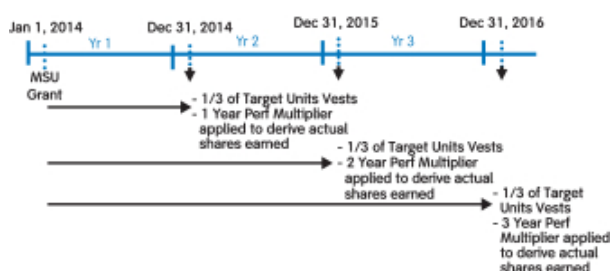 Jan 1, 2014
Dec 31, 2014
Dec 31, 2015
Dec 31, 2016
Yr 1
Yr 2
Yr 3
MSU
Grant
- 1/3 of Target Units Vests
- 1 Year Perf Multiplier
applied to derive actual
shares earned
- 1/3 of Target Units Vests
- 2 Year Perf Multiplier
applied to derive actual
shares earned
- 1/3 of Target
Units Vests
- 3 Year Perf
Multiplier applied
to derive actual
shares earned